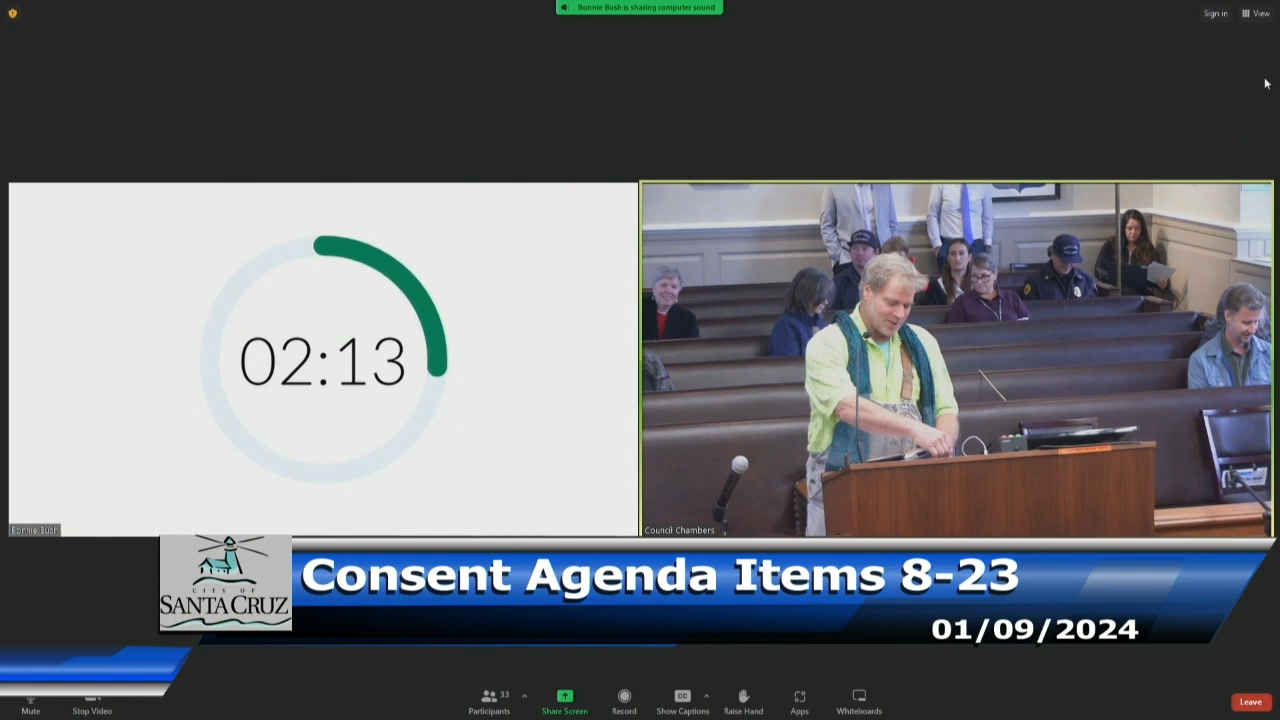 Bonnie Bush is sharing computer sound
Sign in
View
02:13
Bonnie Bush
Council Chambers
CITY OF
SANTA CRUZ
Consent Agenda Items 8-23
01/09/2024
Mute
Stop Video
33
Participants
Share Screen
CC
Record
Show Captions
Raise Hand
Apps
Whiteboards
Leave